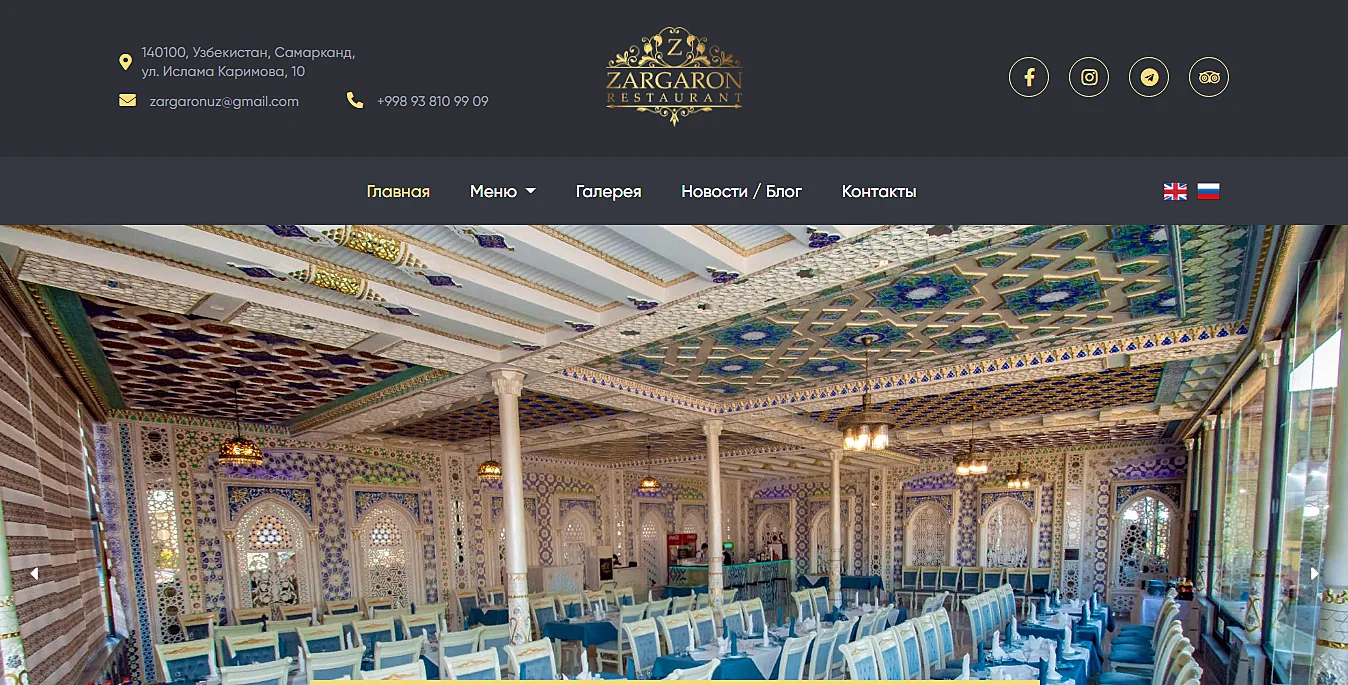 140100, Узбекистан, Самарканд,
ул. Ислама Каримова, 10
zargaronuz@gmail.com
+998 93 810 99 09
Z
ZARGARON
RESTAURANT
Главная
Меню
Галерея
Новости / Блог
Контакты